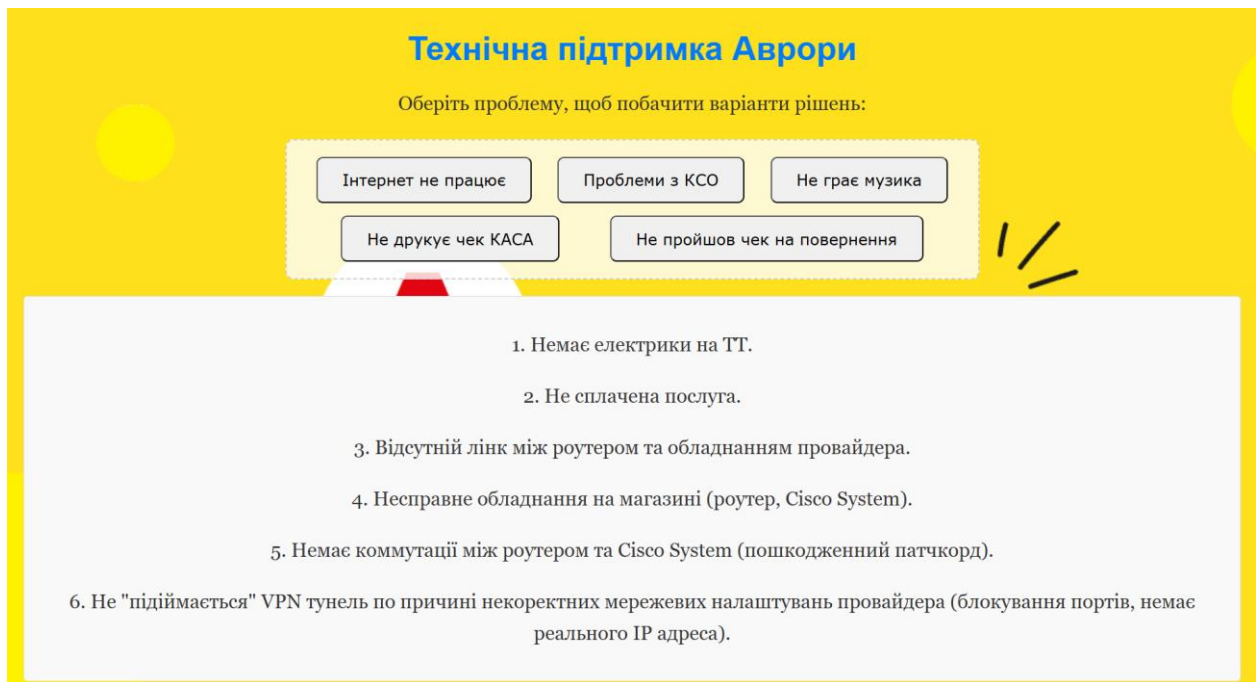 Технічна підтримка Аврори
Оберіть проблему, щоб побачити варіанти рішень:
Інтернет не працює
Проблеми з КСО
Не грає музика
Не друкує чек КАСА
Не пройшов чек на повернення
1. Немає електрики на ТТ.
2. Не сплачена послуга.
3. Відсутній лінк між роутером та обладнанням провайдера.
4. Несправне обладнання на магазині (роутер, Cisco System).
5. Немає коммутації між роутером та Cisco System (пошкодженний патчкорд).
6. Не "підіймається" VPN тунель по причині некоректних мережевих налаштувань провайдера (блокування портів, немає
реального IP адреса).